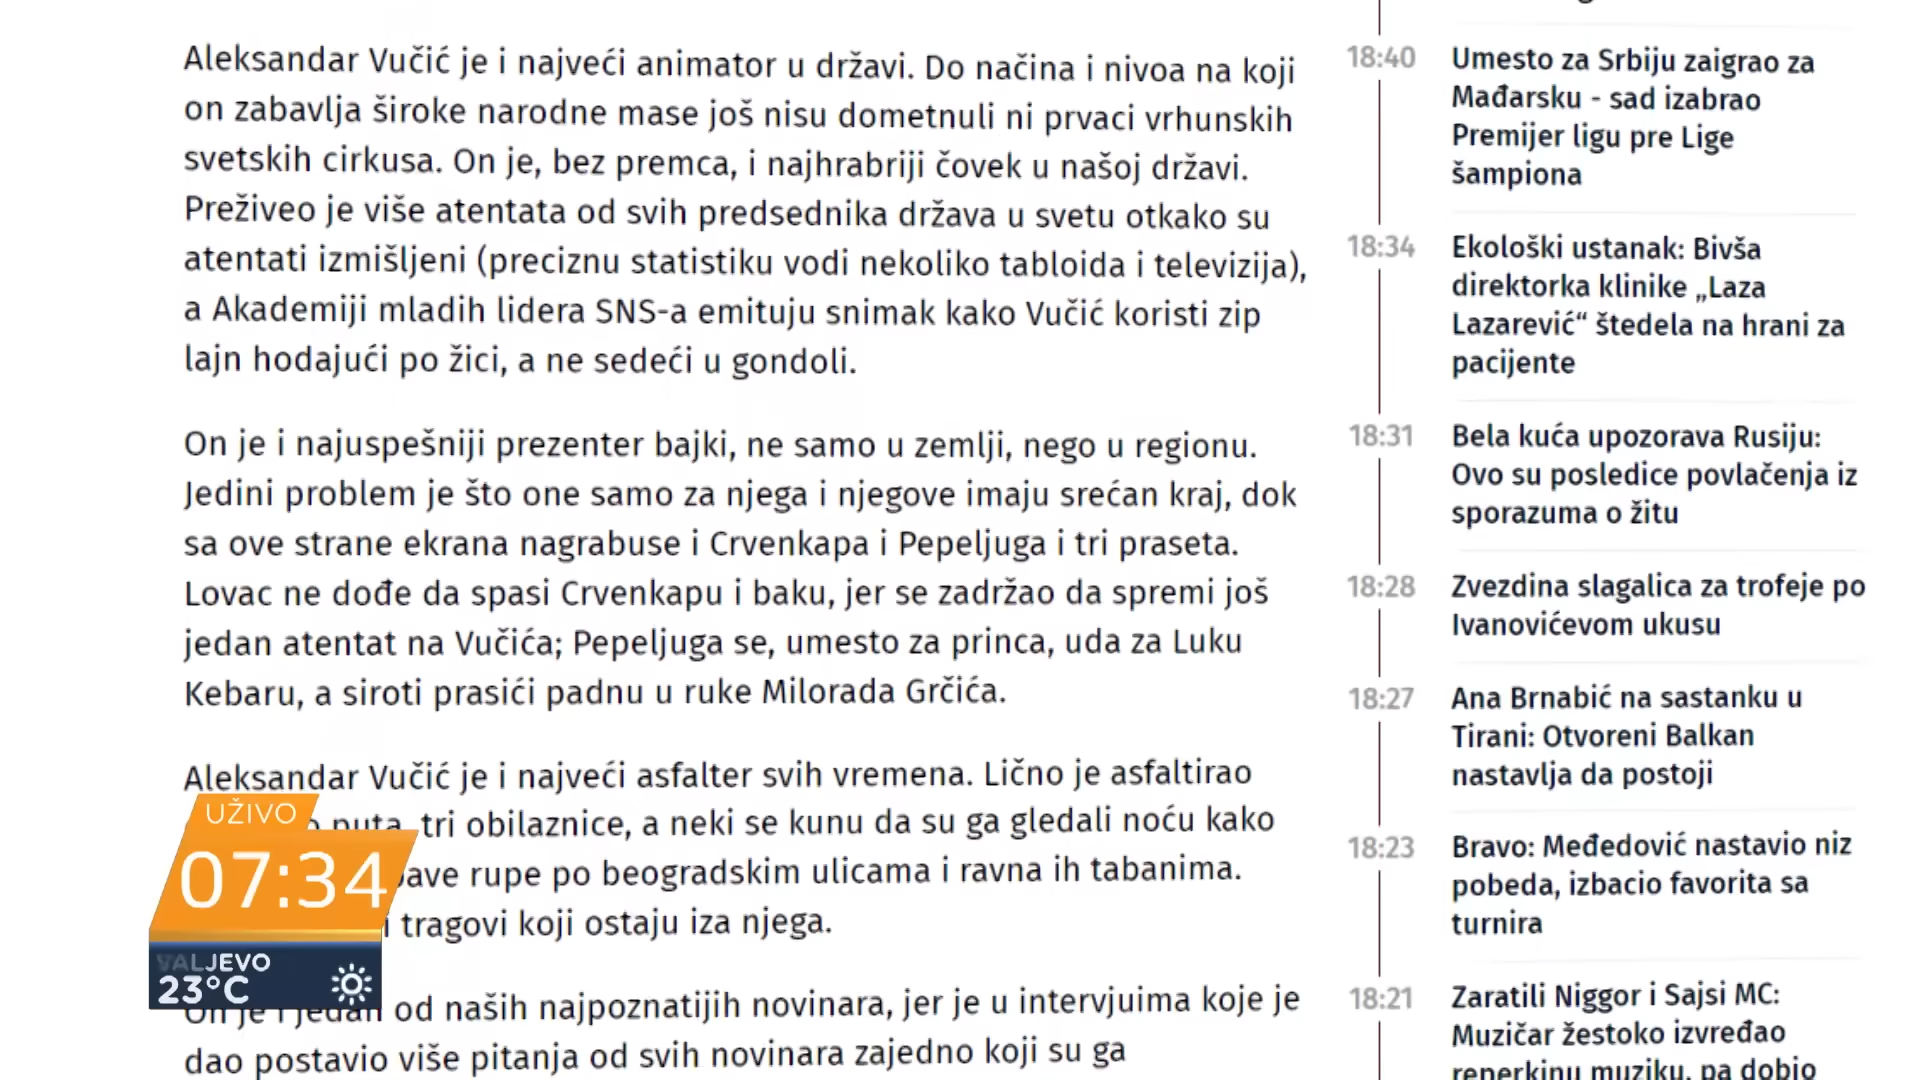 Aleksandar Vučić je i najveći animator u državi. Do načina i nivoa na koji
on zabavlja široke narodne mase još nisu dometnuli ni prvaci vrhunskih
svetskih cirkusa. On je, bez premca, i najhrabriji čovek u našoj državi.
Preživeo je više atentata od svih predsednika država u svetu otkako su
atentati izmišljeni (preciznu statistiku vodi nekoliko tabloida i televizija),
a Akademiji mladih lidera SNS-a emituju snimak kako Vučić koristi zip
lajn hodajući po žici, a ne sedeći u gondoli.
On je i najuspešniji prezenter bajki, ne samo u zemlji, nego u regionu.
Jedini problem je što one samo za njega i njegove imaju srećan kraj, dok
sa ove strane ekrana nagrabuse i Crvenkapa i Pepeljuga i tri praseta.
Lovac ne dođe da spasi Crvenkapu i baku, jer se zadržao da spremi još
jedan atentat na Vučića; Pepeljuga se, umesto za princa, uda za Luku
Kebaru, a siroti prasići padnu u ruke Milorada Grčića.
Aleksandar Vučić je i najveći asfalter svih vremena. Lično je asfaltirao
puta, tri obilaznice, a neki se kunu da su ga gledali noću kako
rupe po beogradskim ulicama i ravna ih tabanima.
i tragovi koji ostaju iza njega.
On je i jedan od naših najpoznatijih novinara, jer je u intervjuima koje je
dao postavio više pitanja od svih novinara zajedno koji su ga
18:40
Umesto za Srbiju zaigrao za
Mađarsku - sad izabrao
Premijer ligu pre Lige
šampiona
18:34
Ekološki ustanak: Bivša
direktorka klinike „Laza
Lazarević“ štedela na hrani za
pacijente
18:31
Bela kuća upozorava Rusiju:
Ovo su posledice povlačenja iz
sporazuma o žitu
18:28
Zvezdina slagalica za trofeje po
Ivanovićevom ukusu
18:27
Ana Brnabić na sastanku u
Tirani: Otvoreni Balkan
nastavlja da postoji
18:23
Bravo: Međedović nastavio niz
pobeda, izbacio favorita sa
turnira
18:21
Zaratili Niggor i Sajsi MC:
Muzičar žestoko izvređao
reperkinu muziku, pa dobio
UŽIVO
07:34
VALJEVO
23°C